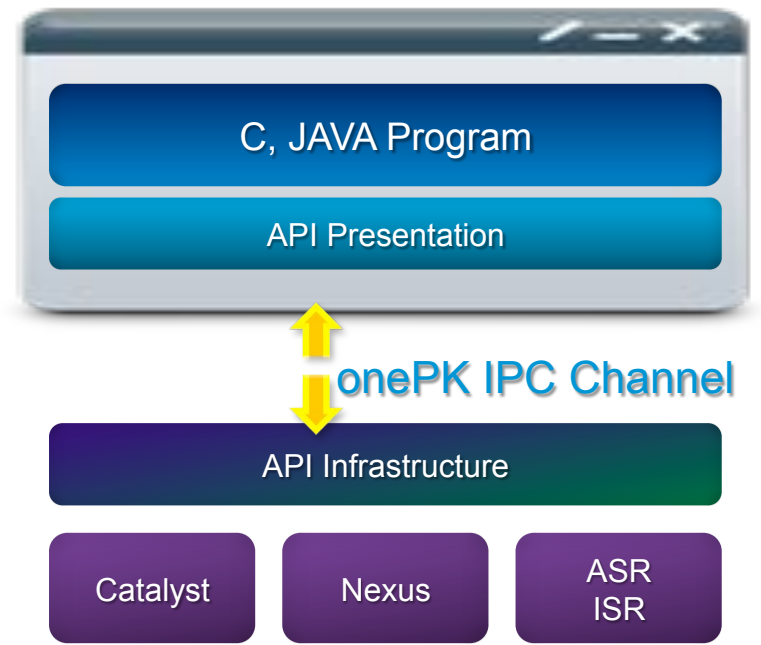 C, JAVA Program
API Presentation
onePK IPC Channel
API Infrastructure
Catalyst
Nexus
ASR
ISR